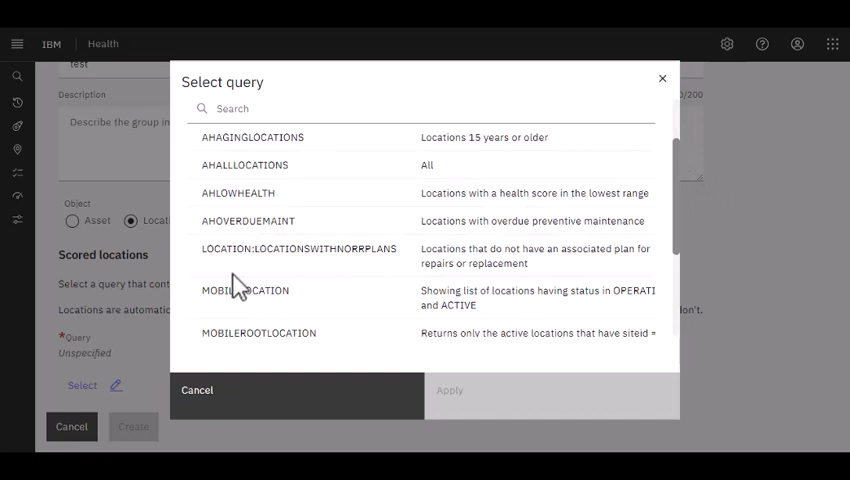 IBM Health
test
Description
/200
Describe the group in
Object
Asset
Scored locations
Select a query that cont
Locations are automatic
on't.
*Query
Unspecified
Select
Cancel
Create
Select query
Search
AHAGINGLOCATIONS Locations 15 years or older
AHALLLOCATIONS All
AHLOWHEALTH Locations with a health score in the lowest range
AHOVERDUEMAINT Locations with overdue preventive maintenance
LOCATION:LOCATIONSWITHNORRPLANS Locations that do not have an associated plan for
repairs or replacement
Showing list of locations having status in OPERATI
and ACTIVE
MOBILEROOTLOCATION Returns only the active locations that have siteid =
Cancel Apply